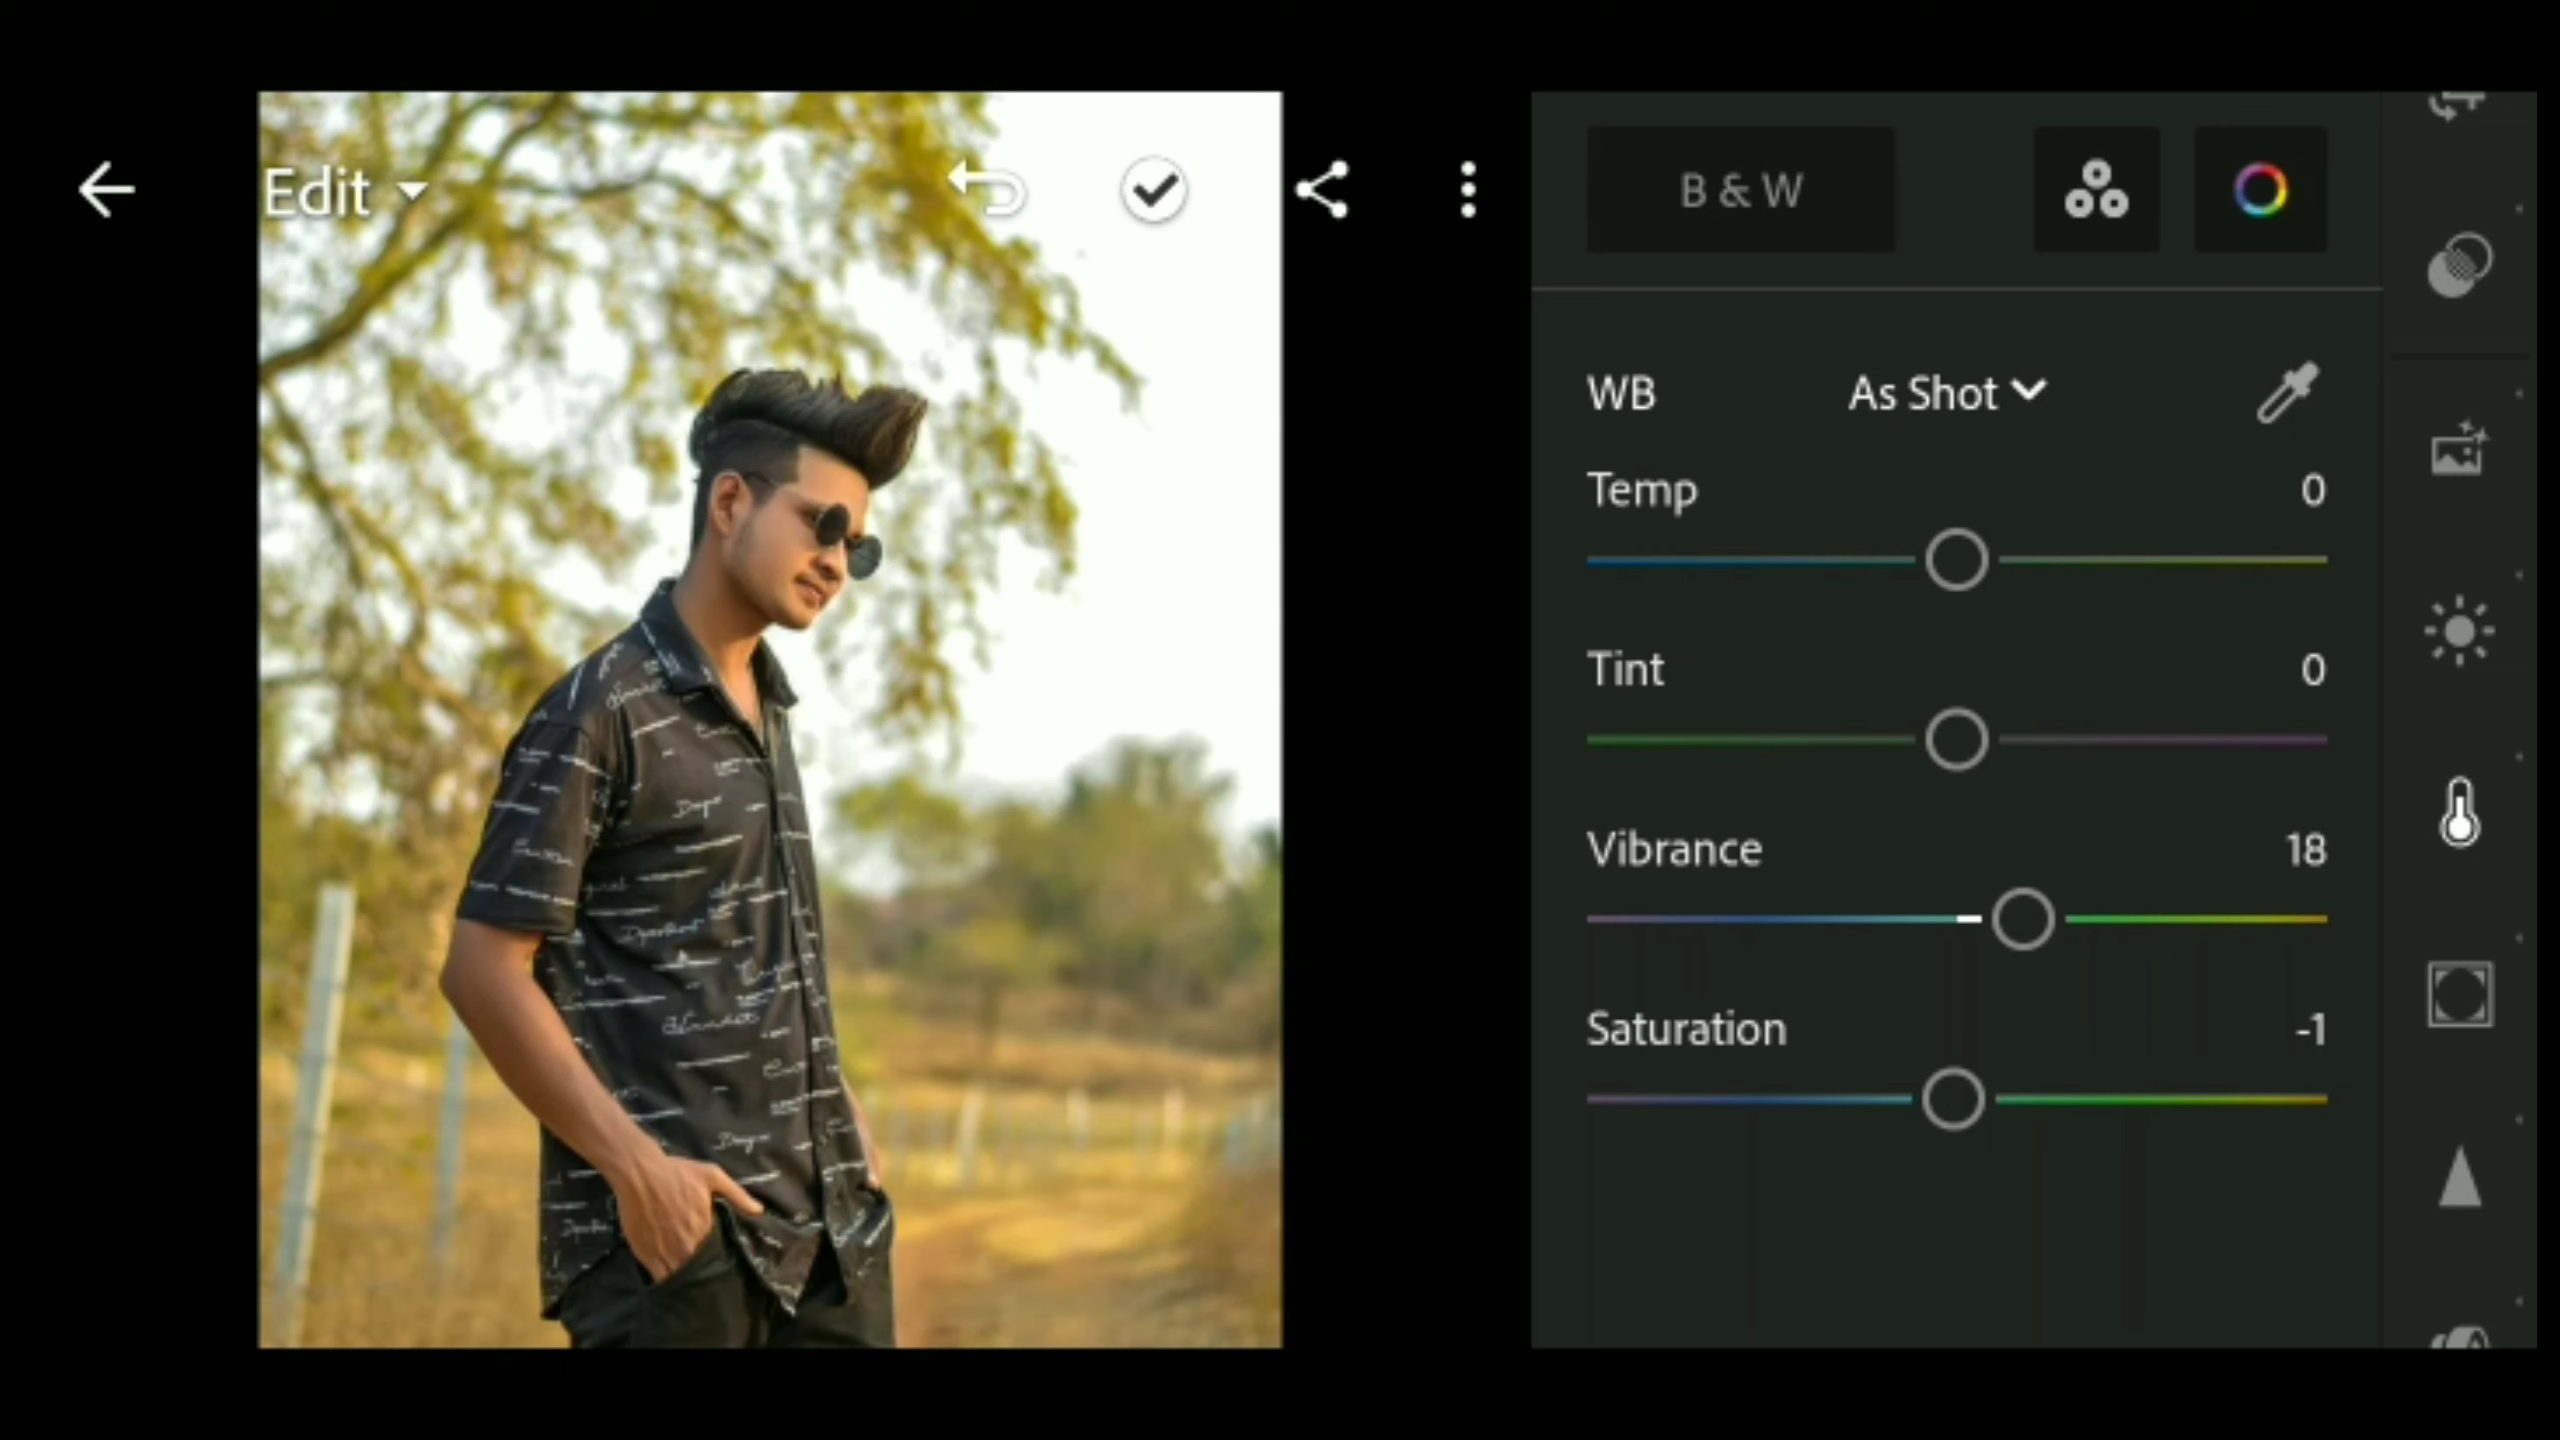 Edit
B & W
WB As Shot
Temp 0
Tint 0
Vibrance 18
Saturation -1